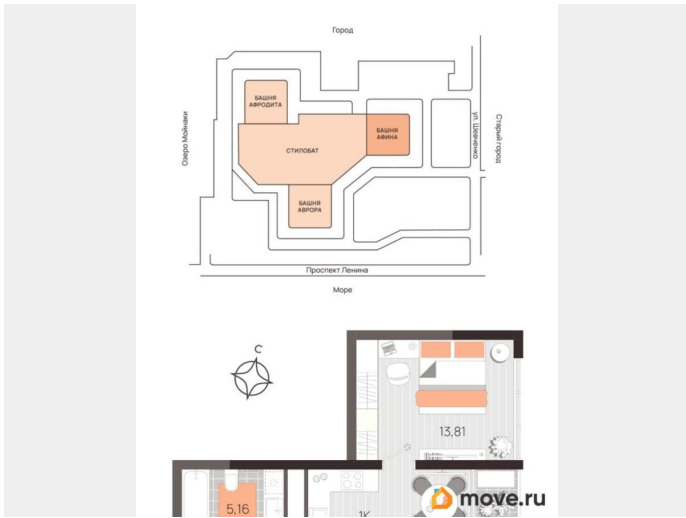 Город
БАШНЯ
АФРОДИТА
Озеро Мойнаки
СТИЛОБАТ
БАШНЯ
АФИНА
ул. Шевченко
Старый город
БАШНЯ
АВРОРА
Проспект Ленина
Море
С
13,81
5,16
1К
move.ru